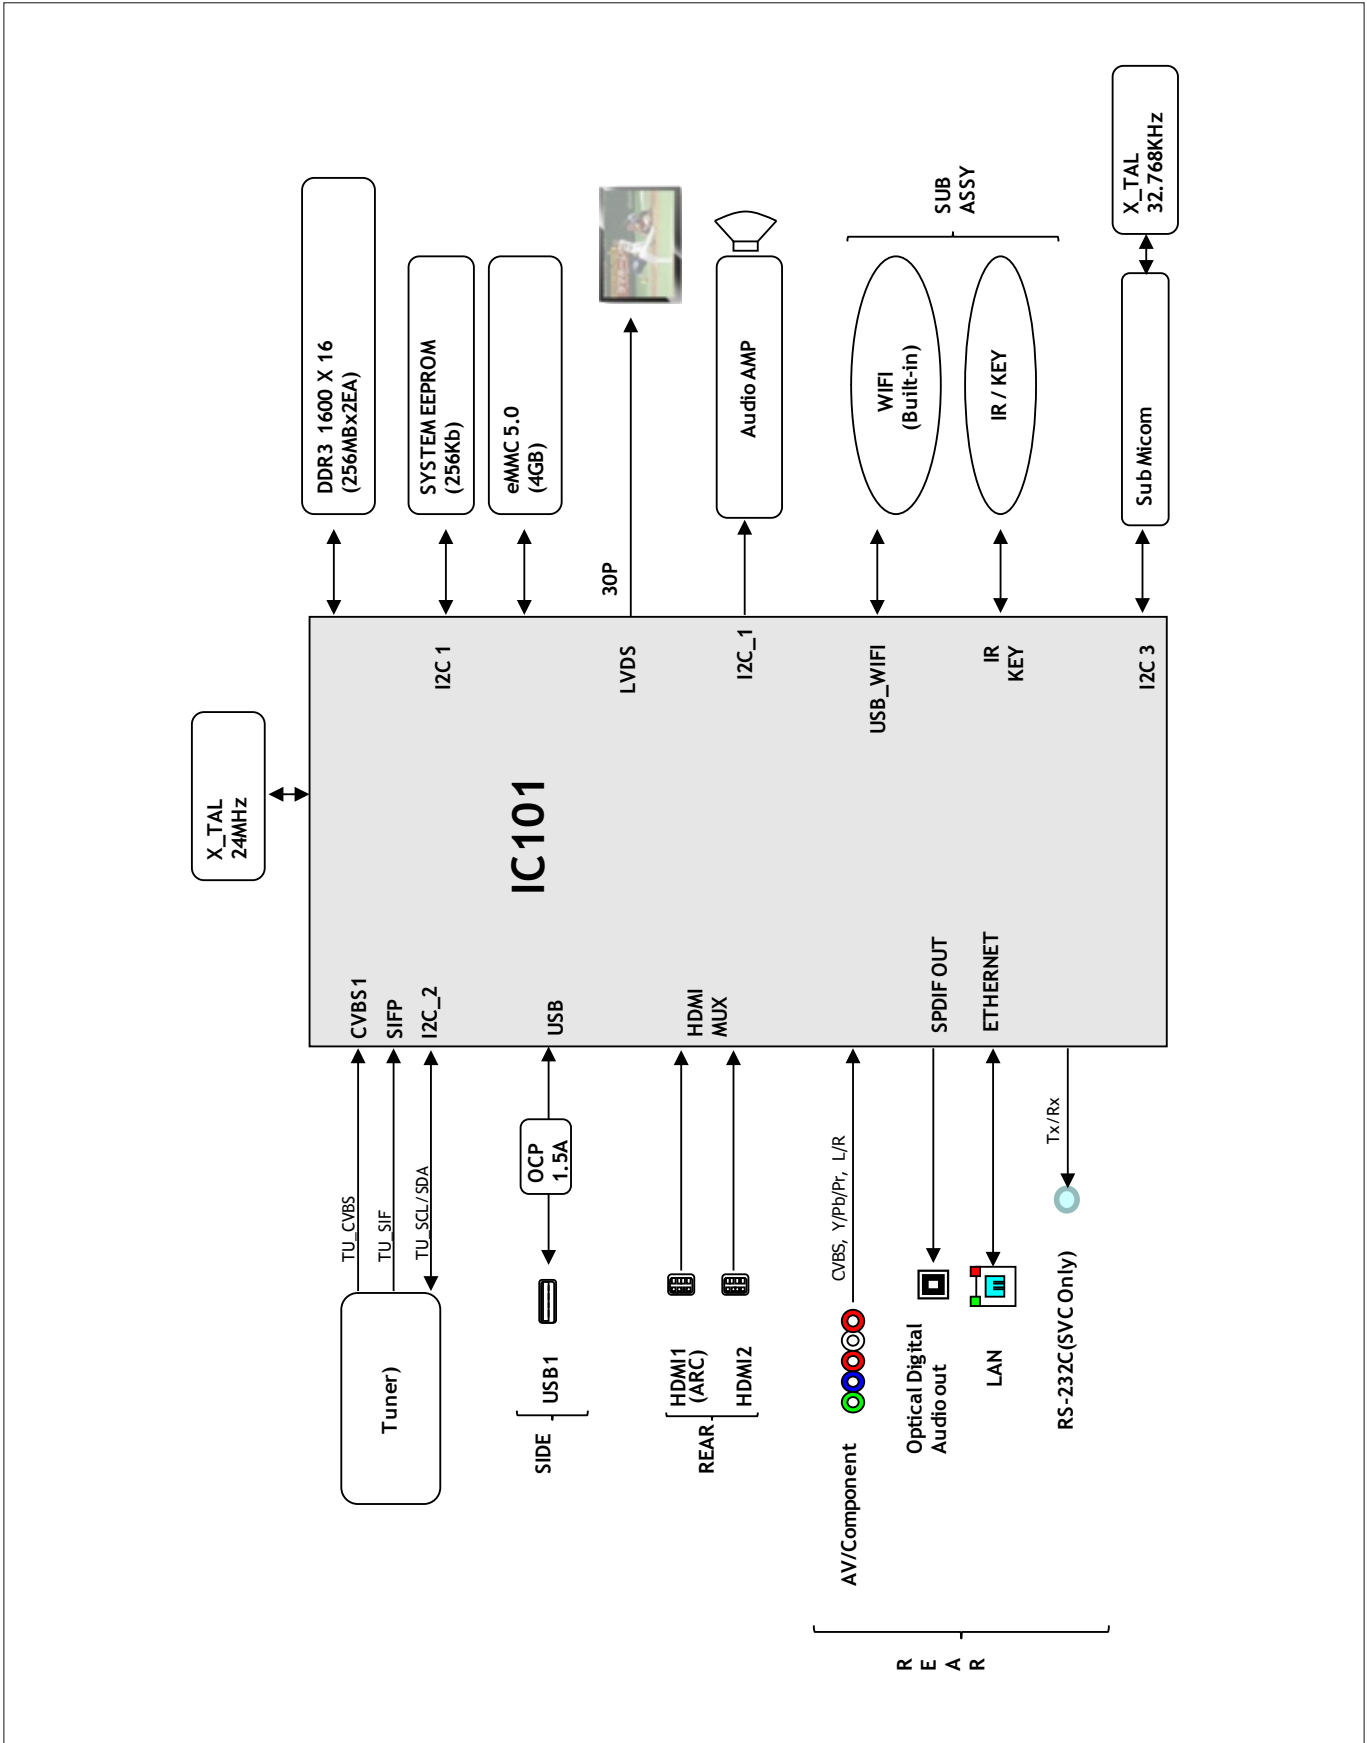 X_TAL
24MHz
DDR3 1600 X 16
(256MBx2EA)
SYSTEM EEPROM
(256Kb)
eMMC 5.0
(4GB)
30P
Audio AMP
WIFI
(Built-in)
IR / KEY
SUB
ASSY
Sub Micom
X_TAL
32.768KHz
IC101
I2C 1
LVDS
I2C_1
USB_WIFI
IR
KEY
I2C 3
CVBS1
SIFP
I2C_2
USB
HDMI
MUX
SPDIF OUT
ETHERNET
TU_CVBS
TU_SIF
TU_SCL/SDA
Tuner)
OCP
1.5A
USB1
SIDE
HDMI1
(ARC)
HDMI2
REAR
CVBS, Y/Pb/Pr, L/R
AV/Component
Optical Digital
Audio out
LAN
Tx/Rx
RS-232C(SVC Only)
R
E
A
R